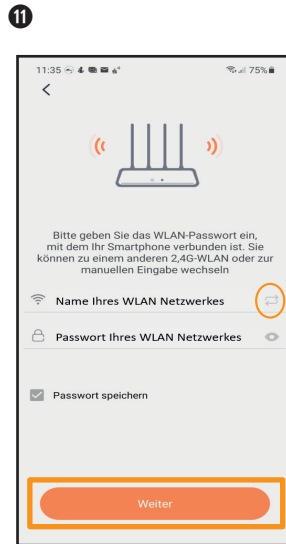 11
11:35
75%
Bitte geben Sie das WLAN-Passwort ein,
mit dem Ihr Smartphone verbunden ist. Sie
können zu einem anderen 2,4G-WLAN oder zur
manuellen Eingabe wechseln
Name Ihres WLAN Netzwerkes
Passwort Ihres WLAN Netzwerkes
Passwort speichern
Weiter